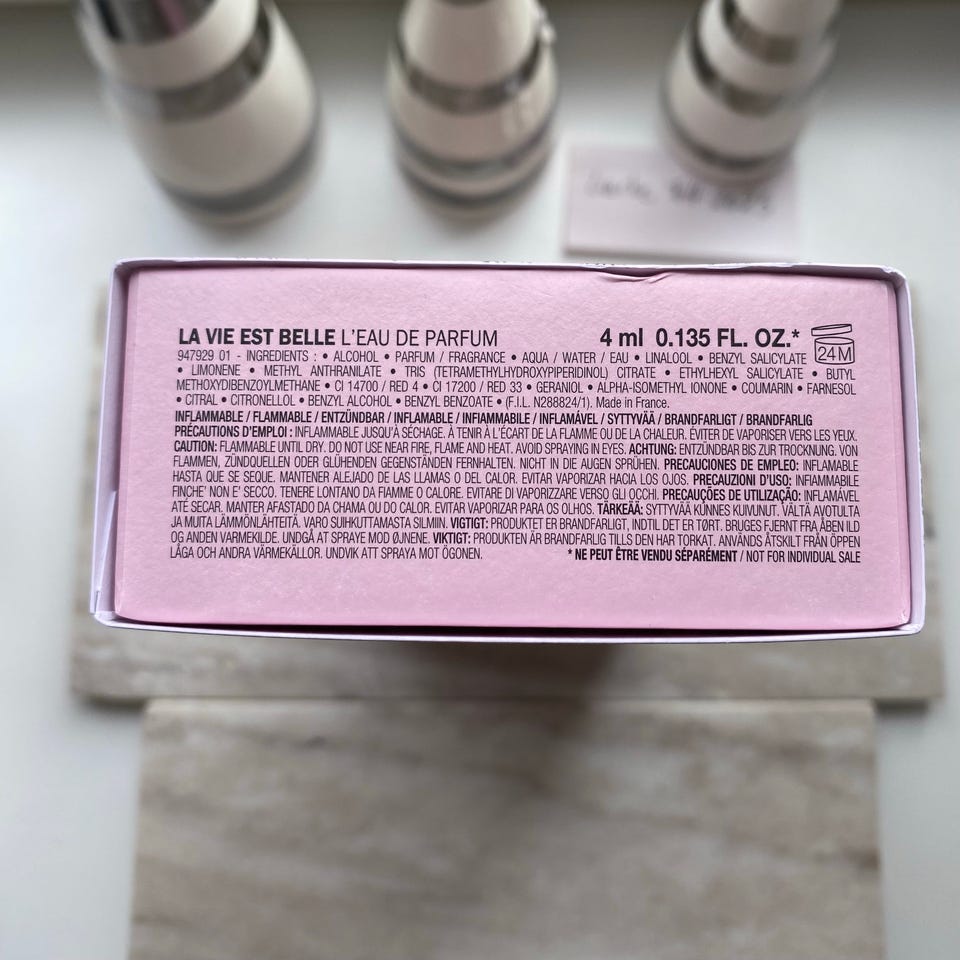 LA VIE EST BELLE L'EAU DE PARFUM 4 ml 0.135 FL. OZ.*
24M
947929 01 - INGREDIENTS : • ALCOHOL • PARFUM / FRAGRANCE • AQUA / WATER / EAU • LINALOOL • BENZYL SALICYLATE
• LIMONENE • METHYL ANTHRANILATE • TRIS (TETRAMETHYLHYDROXYPIPERIDINOL) CITRATE • ETHYLHEXYL SALICYLATE • BUTYL
METHOXYDIBENZOYLMETHANE • CI 14700 / RED 4 • CI 17200 / RED 33 • GERANIOL • ALPHA-ISOMETHYL IONONE • COUMARIN • FARNESOL
• CITRAL • CITRONELLOL • BENZYL ALCOHOL • BENZYL BENZOATE • (F.I.L. N288824/1). Made in France.
INFLAMMABLE / FLAMMABLE / ENTZÜNDBAR / INFLAMABLE / INFIAMMABILE / INFLAMÁVEL / SYTTYVÄÄ / BRANDFARLIGT / BRANDFARLIG
PRÉCAUTIONS D'EMPLOI : INFLAMMABLE JUSQU'À SÉCHAGE. À TENIR À L'ÉCART DE LA FLAMME OU DE LA CHALEUR. ÉVITER DE VAPORISER VERS LES YEUX.
CAUTION: FLAMMABLE UNTIL DRY. DO NOT USE NEAR FIRE, FLAME AND HEAT. AVOID SPRAYING IN EYES. ACHTUNG: ENTZÜNDBAR BIS ZUR TROCKNUNG. VON
FLAMMEN, ZÜNDQUELLEN ODER GLÜHENDEN GEGENSTÄNDEN FERNHALTEN. NICHT IN DIE AUGEN SPRÜHEN. PRECAUCIONES DE EMPLEO: INFLAMABLE
HASTA QUE SE SEQUE. MANTENER ALEJADO DE LAS LLAMAS O DEL CALOR. EVITAR VAPORIZAR HACIA LOS OJOS. PRECAUZIONI D'USO: INFIAMMABILE
FINCHE' NON E' SECCO. TENERE LONTANO DA FIAMME O CALORE. EVITARE DI VAPORIZZARE VERSO GLI OCCHI. PRECAUÇÕES DE UTILIZAÇÃO: INFLAMÁVEL
ATÉ SECAR. MANTER AFASTADO DA CHAMA OU DO CALOR. EVITAR VAPORIZAR PARA OS OLHOS. TÄRKEÄÄ: SYTTYVÄÄ KUNNES KUIVUNUT. VÄLTÄ AVOTULTA
JA MUITA LÄMMÖNLÄHTEITÄ. VARO SUIHKUTTAMASTA SILMIIN. VIGTIGT: PRODUKTET ER BRANDFARLIGT, INDTIL DET ER TØRT. BRUGES FJERNT FRA ÅBEN ILD
OG ANDEN VARMEKILDE. UNDGÅ AT SPRAYE MOD ØJNENE. VIKTIGT: PRODUKTEN ÄR BRANDFARLIG TILLS DEN HAR TORKAT. ANVÄNDS ÅTSKILT FRÅN ÖPPEN
LÅGA OCH ANDRA VÄRMEKÄLLOR. UNDVIK ATT SPRAYA MOT ÖGONEN. * NE PEUT ÊTRE VENDU SÉPARÉMENT / NOT FOR INDIVIDUAL SALE